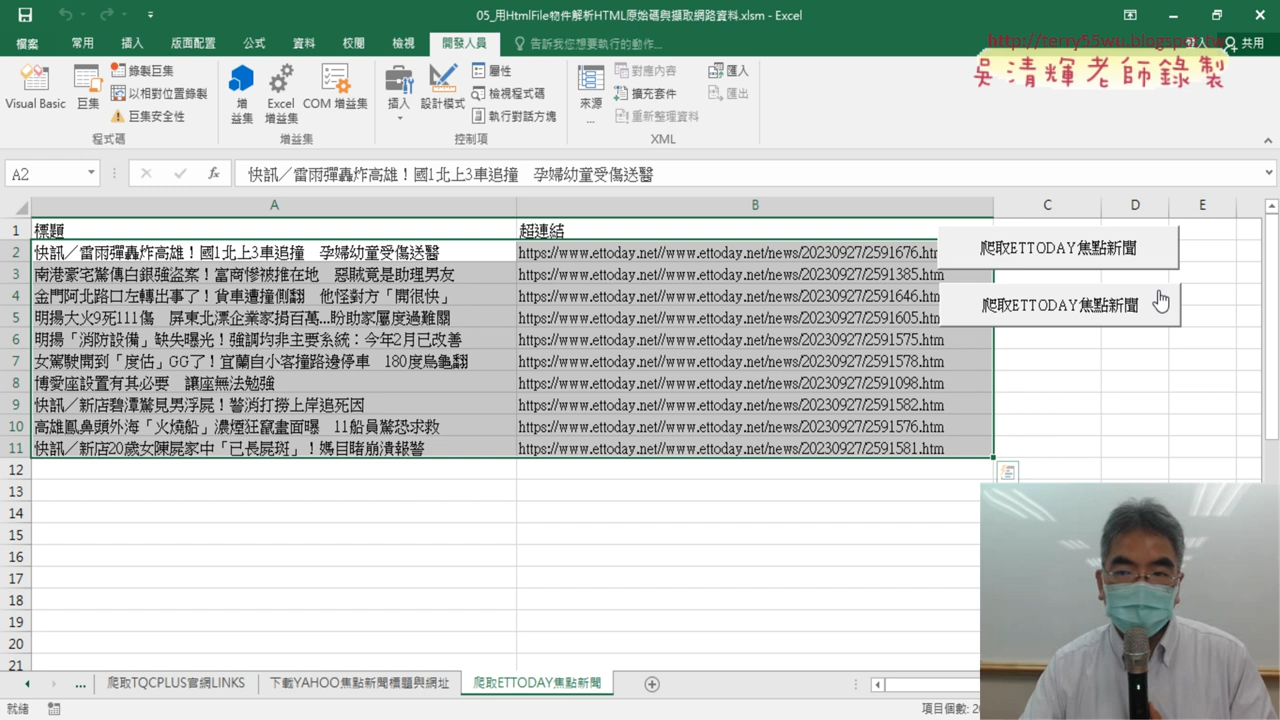 05_用HtmlFile物件解析HTML原始碼與擷取網路資料.xlsm - Excel
檔案 常用 插入 版面配置 公式 資料 校閱 檢視 開發人員 告訴我您想要執行的動作... 共用
http://terry55wu.blogspot.tw
吳清輝老師錄製
Visual Basic 巨集 錄製巨集 以相對位置錄製 巨集安全性 程式碼
增益集 Excel 增益集 COM 增益集 增益集
插入 設計模式 屬性 檢視程式碼 執行對話方塊 控制項
來源... 對應內容 擴充套件 重新整理資料 匯入 匯出 XML
A2 fx 快訊／雷雨彈轟炸高雄！國1北上3車追撞　孕婦幼童受傷送醫
A B C D E
1 標題 超連結
2 快訊／雷雨彈轟炸高雄！國1北上3車追撞　孕婦幼童受傷送醫 https://www.ettoday.net//www.ettoday.net/news/20230927/2591676.htm
爬取ETTODAY焦點新聞
3 南港豪宅驚傳白銀強盜案！富商慘被推在地　惡賊竟是助理男友 https://www.ettoday.net//www.ettoday.net/news/20230927/2591385.htm
4 金門阿北路口左轉出事了！貨車遭撞側翻　他怪對方「開很快」 https://www.ettoday.net//www.ettoday.net/news/20230927/2591646.htm
爬取ETTODAY焦點新聞
5 明揚大火9死111傷　屏東北漂企業家捐百萬...盼助家屬度過難關 https://www.ettoday.net//www.ettoday.net/news/20230927/2591605.htm
6 明揚「消防設備」缺失曝光！強調均非主要系統：今年2月已改善 https://www.ettoday.net//www.ettoday.net/news/20230927/2591575.htm
7 女駕駛開到「度估」GG了！宜蘭自小客撞路邊停車　180度烏龜翻 https://www.ettoday.net//www.ettoday.net/news/20230927/2591578.htm
8 博愛座設置有其必要　讓座無法勉強 https://www.ettoday.net//www.ettoday.net/news/20230927/2591098.htm
9 快訊／新店碧潭驚見男浮屍！警消打撈上岸追死因 https://www.ettoday.net//www.ettoday.net/news/20230927/2591582.htm
10 高雄鳳鼻頭外海「火燒船」濃煙狂竄畫面曝　11船員驚恐求救 https://www.ettoday.net//www.ettoday.net/news/20230927/2591576.htm
11 快訊／新店20歲女陳屍家中「已長屍斑」！媽目睹崩潰報警 https://www.ettoday.net//www.ettoday.net/news/20230927/2591581.htm
12
13
14
15
16
17
18
19
20
21
... 爬取TQCPLUS官網LINKS 下載YAHOO焦點新聞標題與網址 爬取ETTODAY焦點新聞
就緒 項目個數: